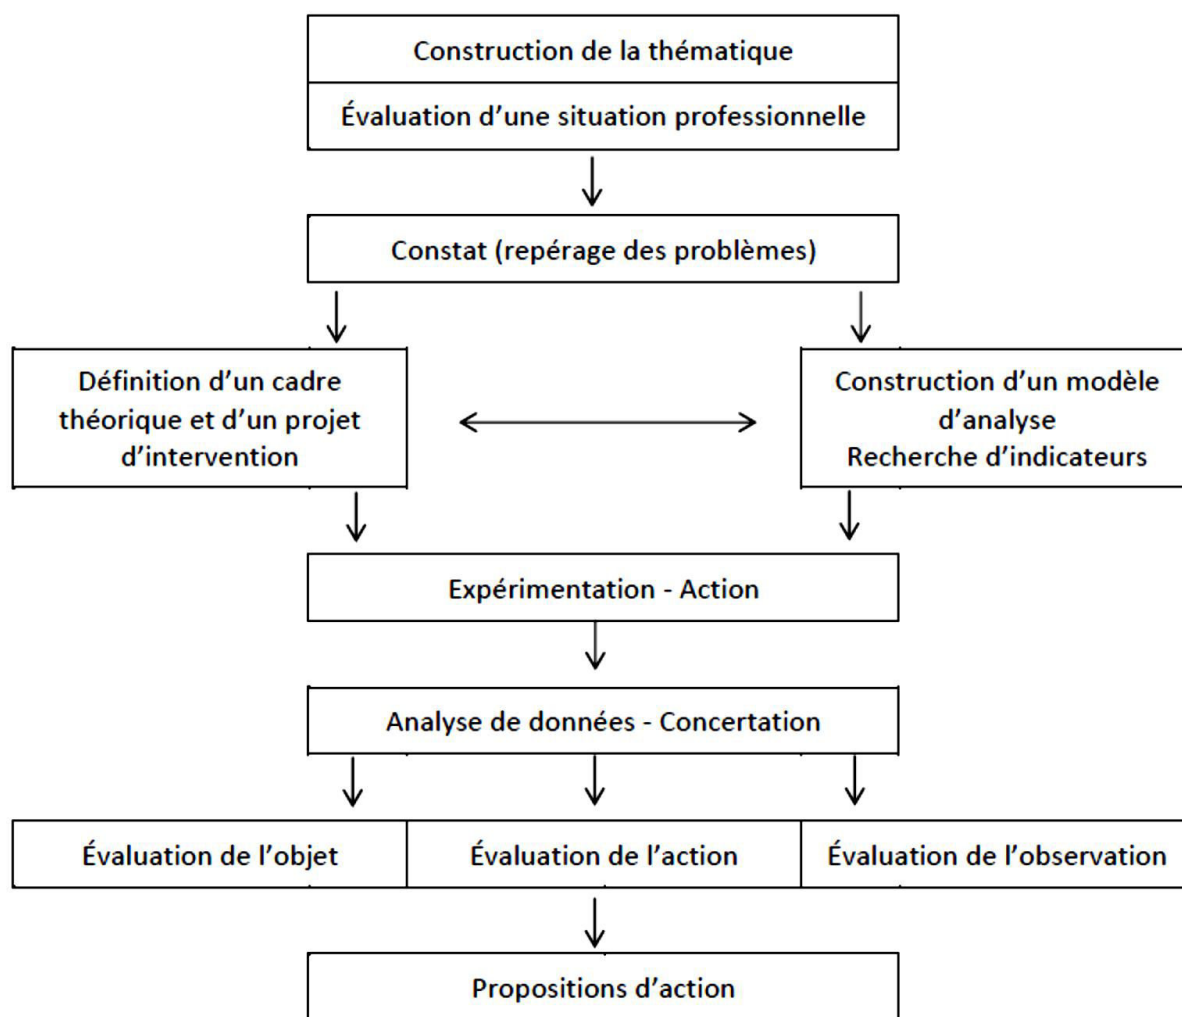 Construction de la thématique
Évaluation d’une situation professionnelle
Constat (repérage des problèmes)
Définition d’un cadre
théorique et d’un projet
d’intervention
Construction d’un modèle
d’analyse
Recherche d’indicateurs
Expérimentation - Action
Analyse de données - Concertation
Évaluation de l’objet
Évaluation de l’action
Évaluation de l’observation
Propositions d’action